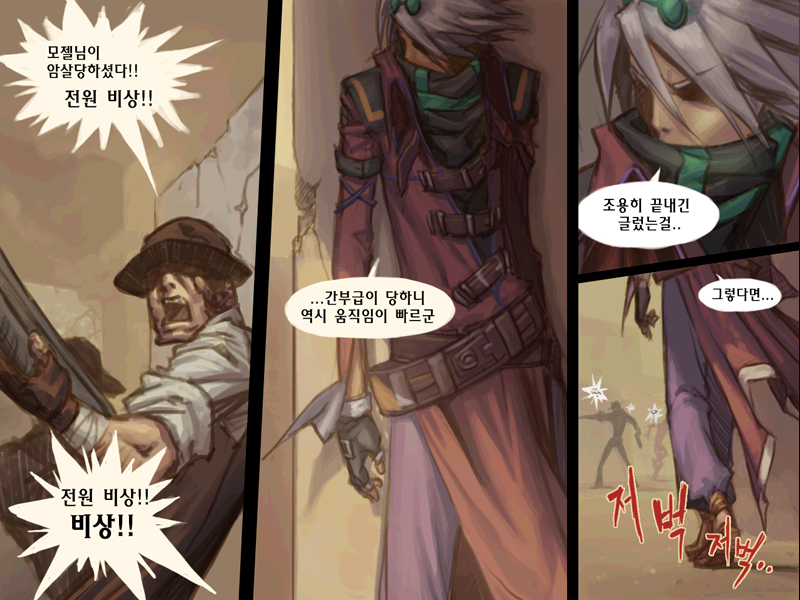 모젤님이
암살당하셨다!!
전원 비상!!
전원 비상!!
비상!!
...간부급이 당하니
역시 움직임이 빠르군
조용히 끝내긴
글렀는걸..
그렇다면...
저벅
저벅..